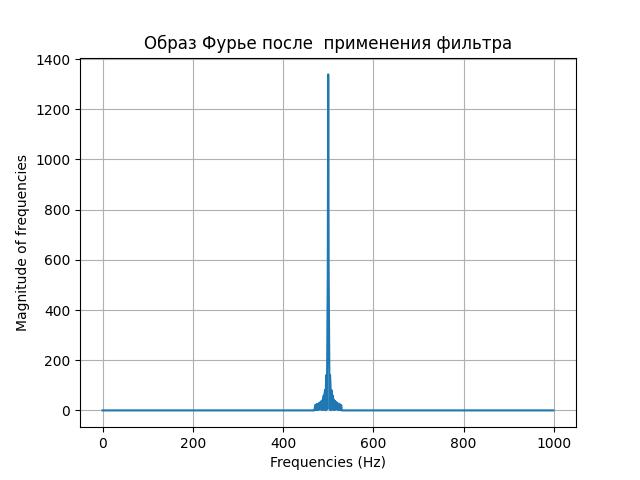 Образ Фурье после  применения фильтра
1400
1200
1000
800
600
400
200
0
Magnitude of frequencies
0 200 400 600 800 1000
Frequencies (Hz)